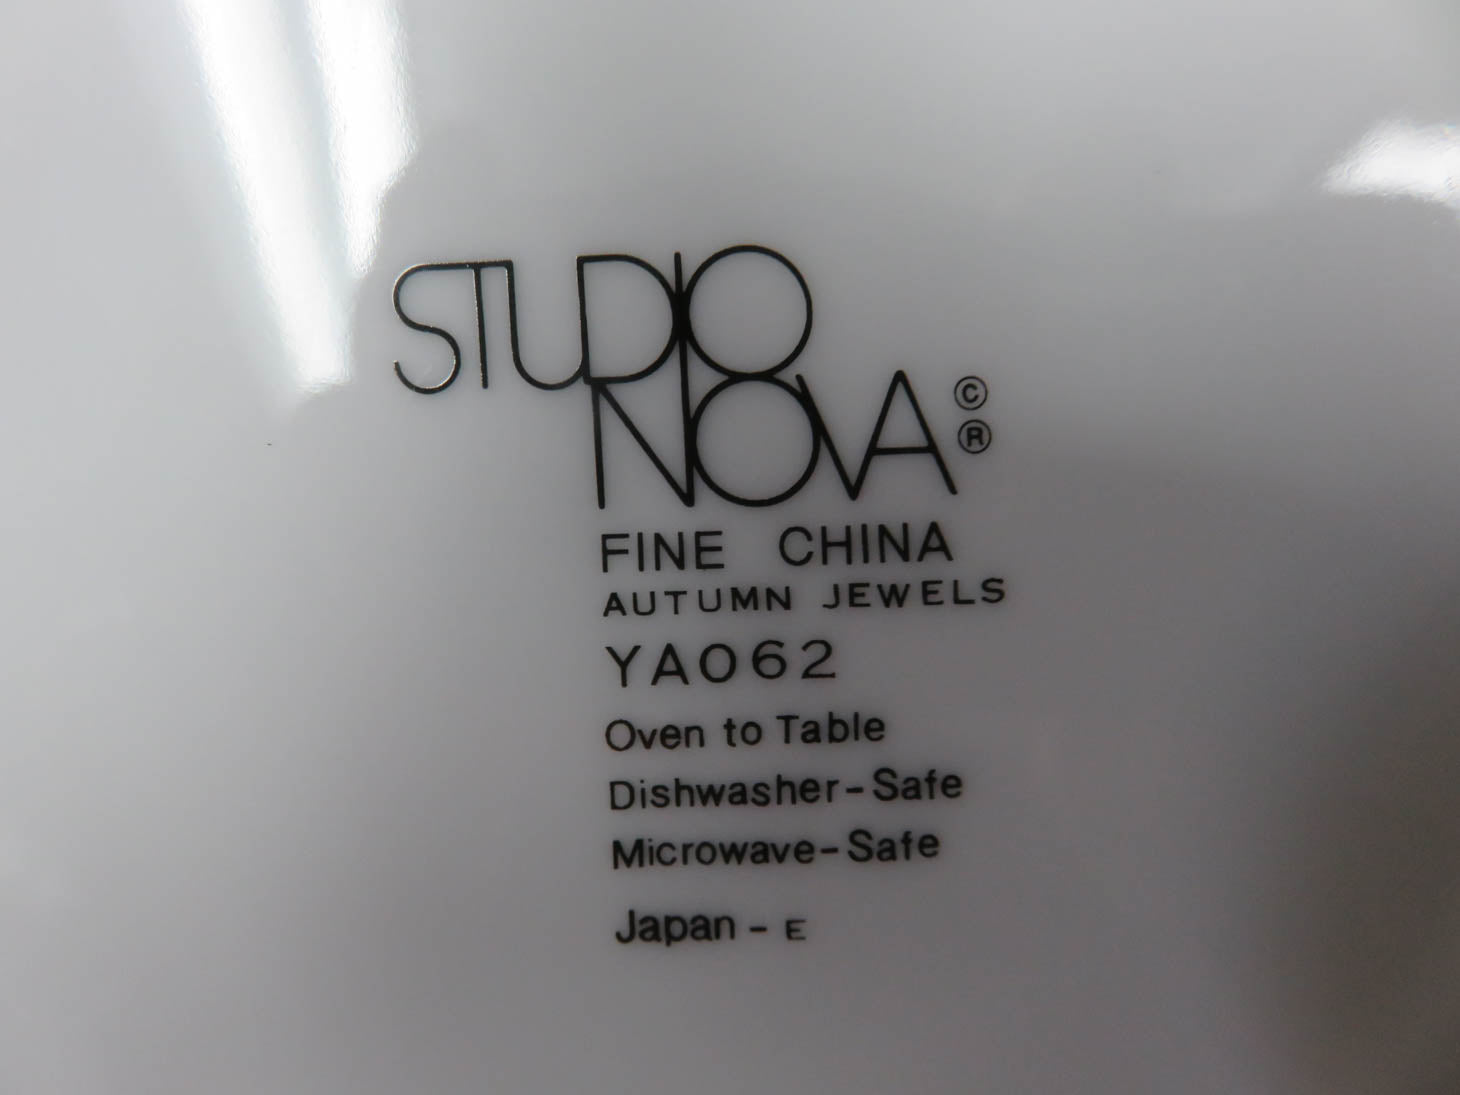 STUDIO
NOVA © ®
FINE CHINA
AUTUMN JEWELS
YA062
Oven to Table
Dishwasher-Safe
Microwave-Safe
Japan - E